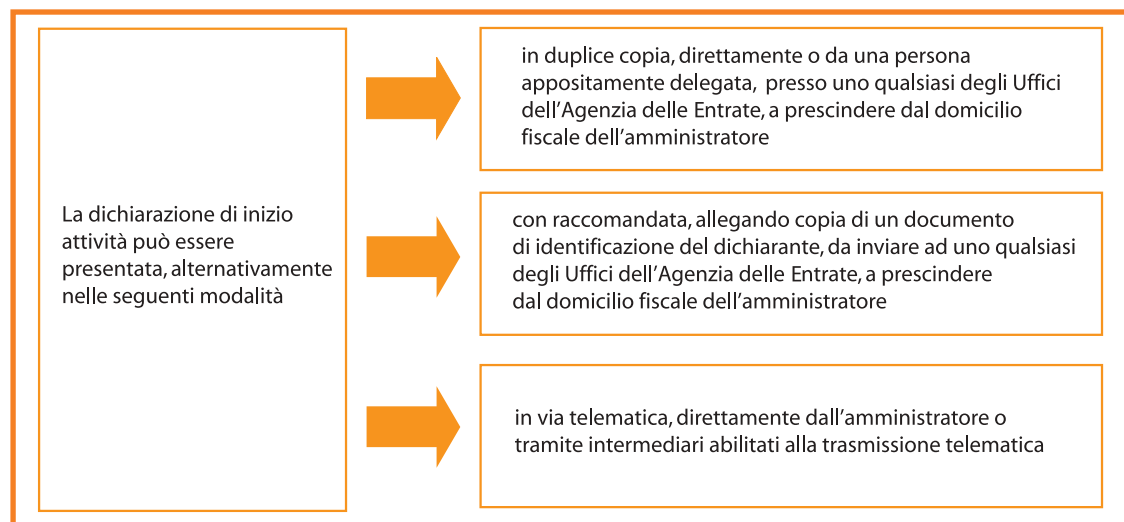 La dichiarazione di inizio
attività può essere
presentata, alternativamente
nelle seguenti modalità
in duplice copia, direttamente o da una persona
appositamente delegata, presso uno qualsiasi degli Uffici
dell'Agenzia delle Entrate, a prescindere dal domicilio
fiscale dell'amministratore
con raccomandata, allegando copia di un documento
di identificazione del dichiarante, da inviare ad uno qualsiasi
degli Uffici dell'Agenzia delle Entrate, a prescindere
dal domicilio fiscale dell'amministratore
in via telematica, direttamente dall'amministratore o
tramite intermediari abilitati alla trasmissione telematica